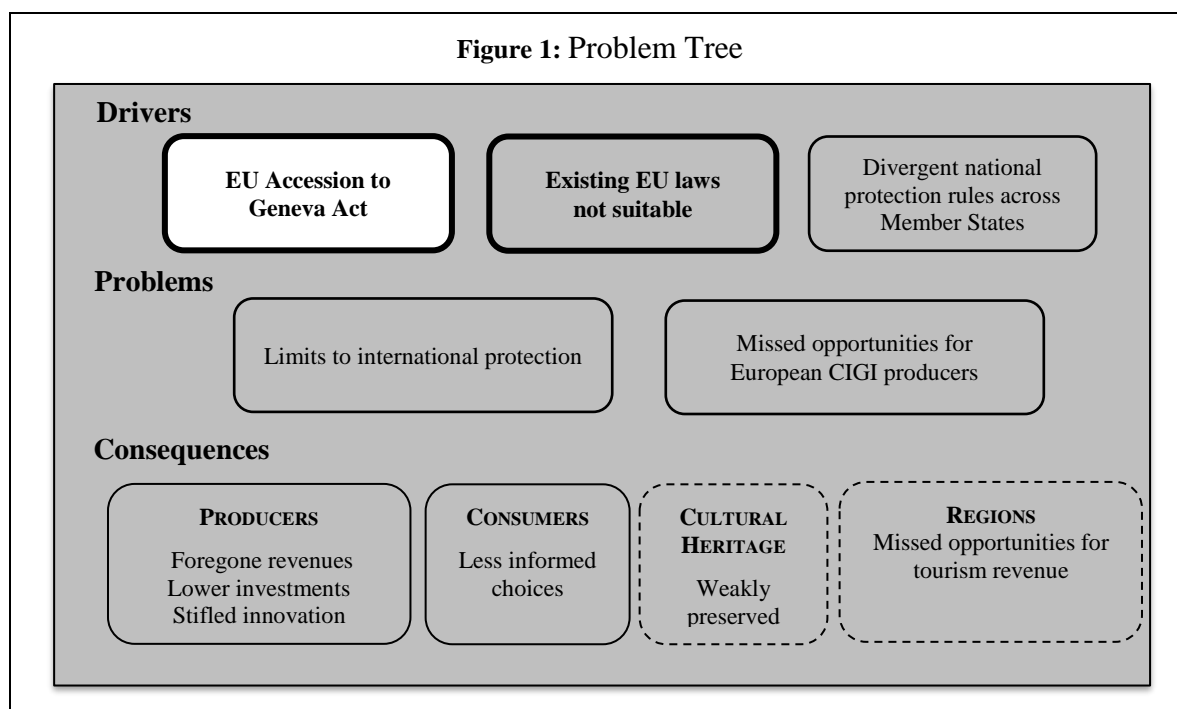 Figure 1: Problem Tree
Drivers
EU Accession to
Geneva Act
Existing EU laws
not suitable
Divergent national
protection rules across
Member States
Problems
Limits to international protection
Missed opportunities for
European CIGI producers
Consequences
PRODUCERS
Foregone revenues
Lower investments
Stifled innovation
CONSUMERS
Less informed
choices
CULTURAL
HERITAGE
Weakly
preserved
REGIONS
Missed opportunities for
tourism revenue